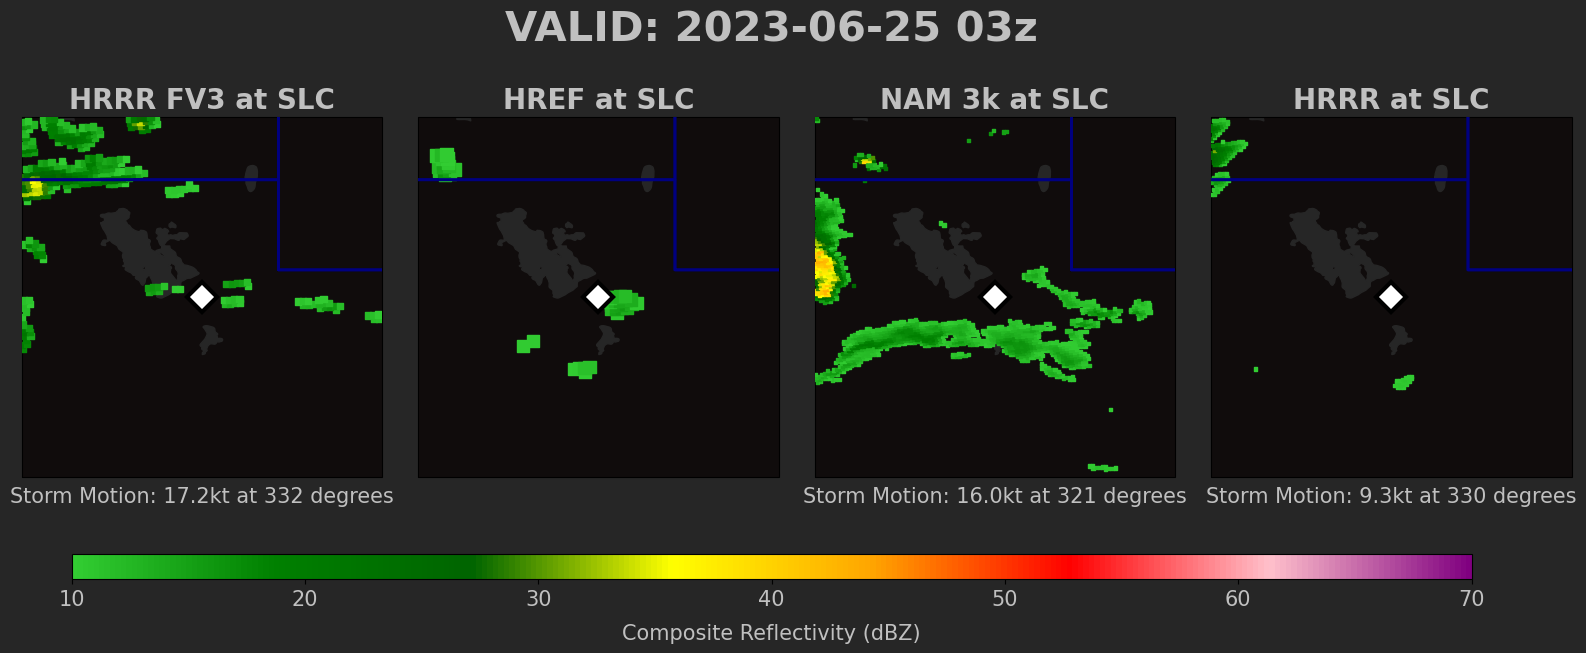 VALID: 2023-06-25 03z
HRRR FV3 at SLC
HREF at SLC
NAM 3k at SLC
HRRR at SLC
Storm Motion: 17.2kt at 332 degrees
Storm Motion: 16.0kt at 321 degrees
Storm Motion: 9.3kt at 330 degrees
10 20 30 40 50 60 70
Composite Reflectivity (dBZ)